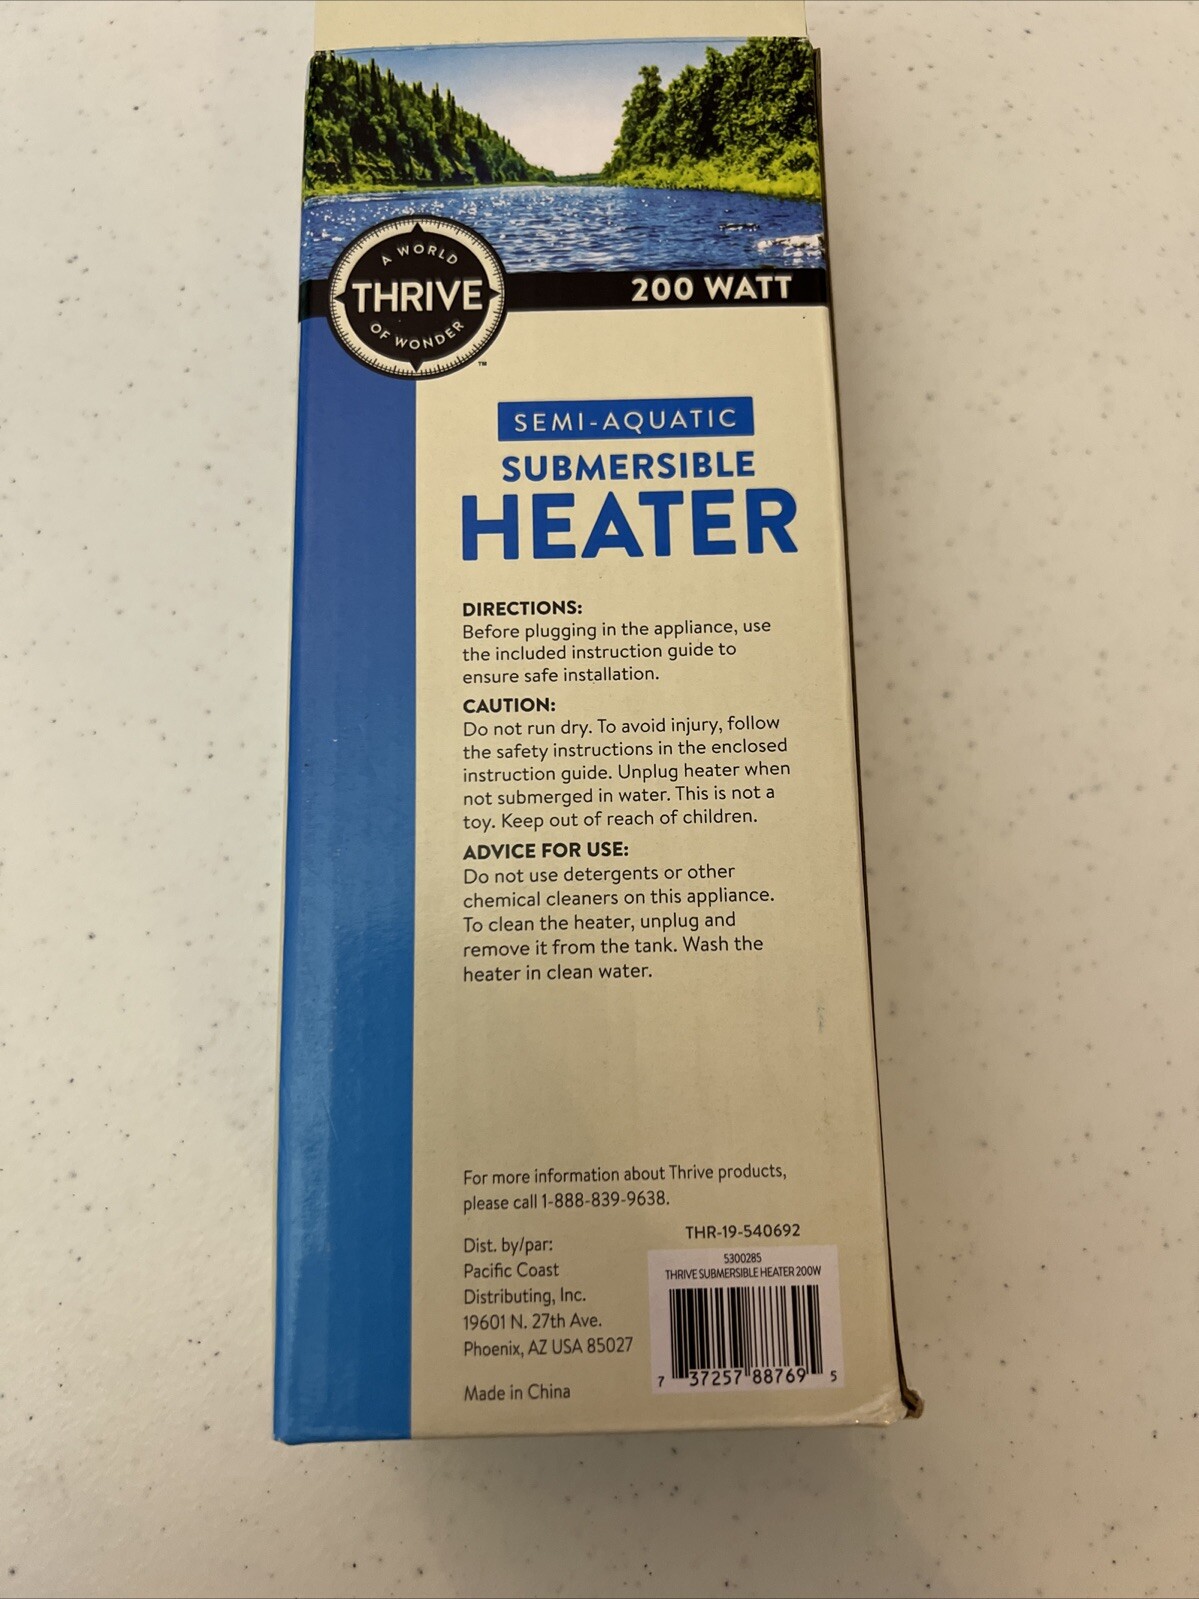 A WORLD
THRIVE
OF WONDER
™
200 WATT
SEMI-AQUATIC
SUBMERSIBLE
HEATER
DIRECTIONS:
Before plugging in the appliance, use
the included instruction guide to
ensure safe installation.
CAUTION:
Do not run dry. To avoid injury, follow
the safety instructions in the enclosed
instruction guide. Unplug heater when
not submerged in water. This is not a
toy. Keep out of reach of children.
ADVICE FOR USE:
Do not use detergents or other
chemical cleaners on this appliance.
To clean the heater, unplug and
remove it from the tank. Wash the
heater in clean water.
For more information about Thrive products,
please call 1-888-839-9638.
THR-19-540692
Dist. by/par:
Pacific Coast
Distributing, Inc.
19601 N. 27th Ave.
Phoenix, AZ USA 85027
Made in China
5300285
THRIVE SUBMERSIBLE HEATER 200W
7 37257 88769 5